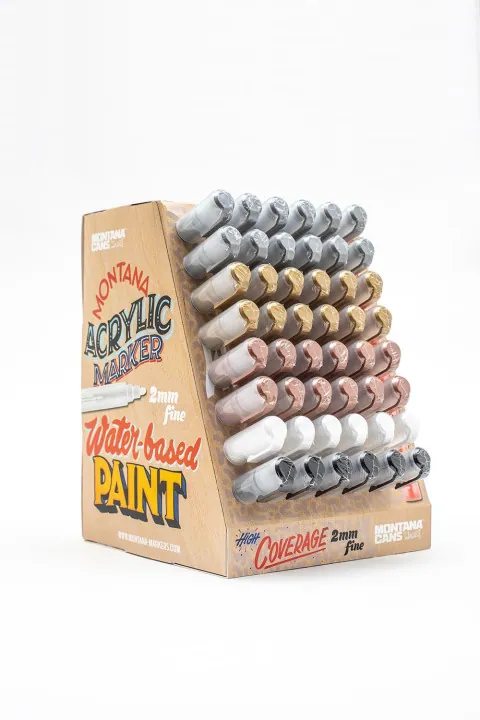 MONTANA
CANS
MONTANA
ACRYLIC
MARKER
2mm
fine
Water-based
PAINT
WWW.MONTANA-MARKERS.COM
HIGH
COVERAGE
2mm
fine
MONTANA
CANS